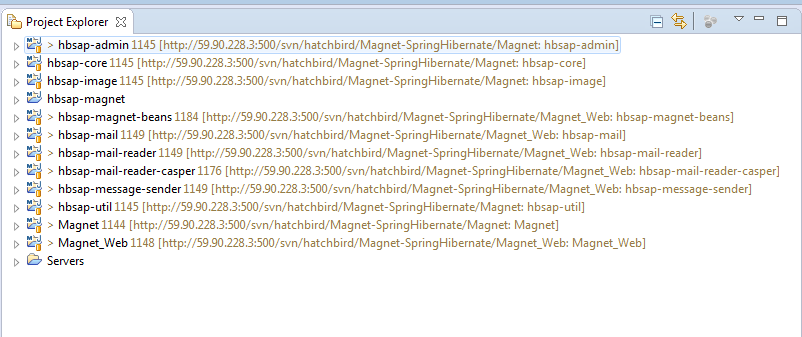 Project Explorer
> hbsap-admin 1145 [http://59.90.228.3:500/svn/hatchbird/Magnet-SpringHibernate/Magnet: hbsap-admin]
hbsap-core 1145 [http://59.90.228.3:500/svn/hatchbird/Magnet-SpringHibernate/Magnet: hbsap-core]
hbsap-image 1145 [http://59.90.228.3:500/svn/hatchbird/Magnet-SpringHibernate/Magnet: hbsap-image]
hbsap-magnet
> hbsap-magnet-beans 1184 [http://59.90.228.3:500/svn/hatchbird/Magnet-SpringHibernate/Magnet_Web: hbsap-magnet-beans]
> hbsap-mail 1149 [http://59.90.228.3:500/svn/hatchbird/Magnet-SpringHibernate/Magnet_Web: hbsap-mail]
> hbsap-mail-reader 1149 [http://59.90.228.3:500/svn/hatchbird/Magnet-SpringHibernate/Magnet_Web: hbsap-mail-reader]
> hbsap-mail-reader-casper 1176 [http://59.90.228.3:500/svn/hatchbird/Magnet-SpringHibernate/Magnet_Web: hbsap-mail-reader-casper]
> hbsap-message-sender 1149 [http://59.90.228.3:500/svn/hatchbird/Magnet-SpringHibernate/Magnet_Web: hbsap-message-sender]
> hbsap-util 1145 [http://59.90.228.3:500/svn/hatchbird/Magnet-SpringHibernate/Magnet: hbsap-util]
> Magnet 1144 [http://59.90.228.3:500/svn/hatchbird/Magnet-SpringHibernate/Magnet: Magnet]
> Magnet_Web 1148 [http://59.90.228.3:500/svn/hatchbird/Magnet-SpringHibernate/Magnet_Web: Magnet_Web]
Servers